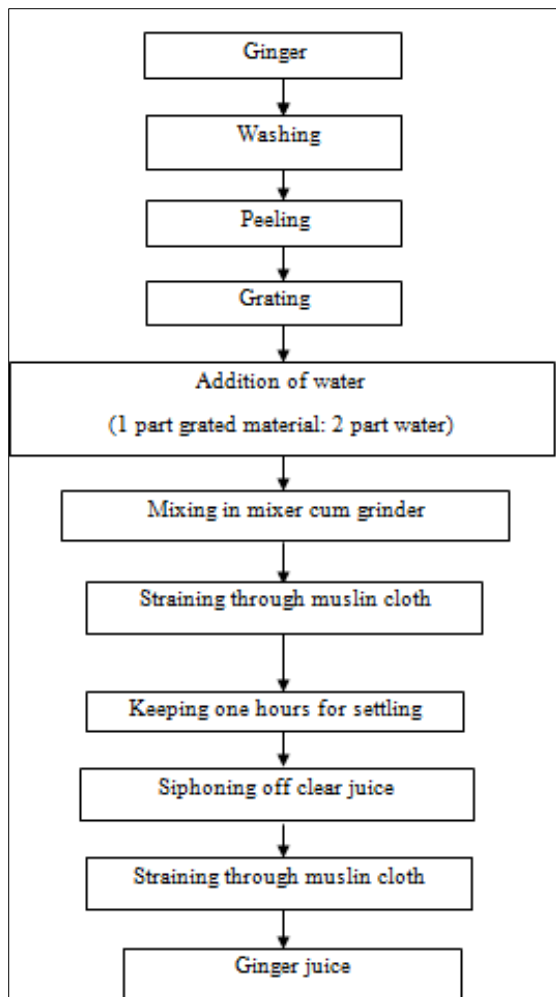 Ginger
Washing
Peeling
Grating
Addition of water
(1 part grated material: 2 part water)
Mixing in mixer cum grinder
Straining through muslin cloth
Keeping one hours for settling
Siphoning off clear juice
Straining through muslin cloth
Ginger juice